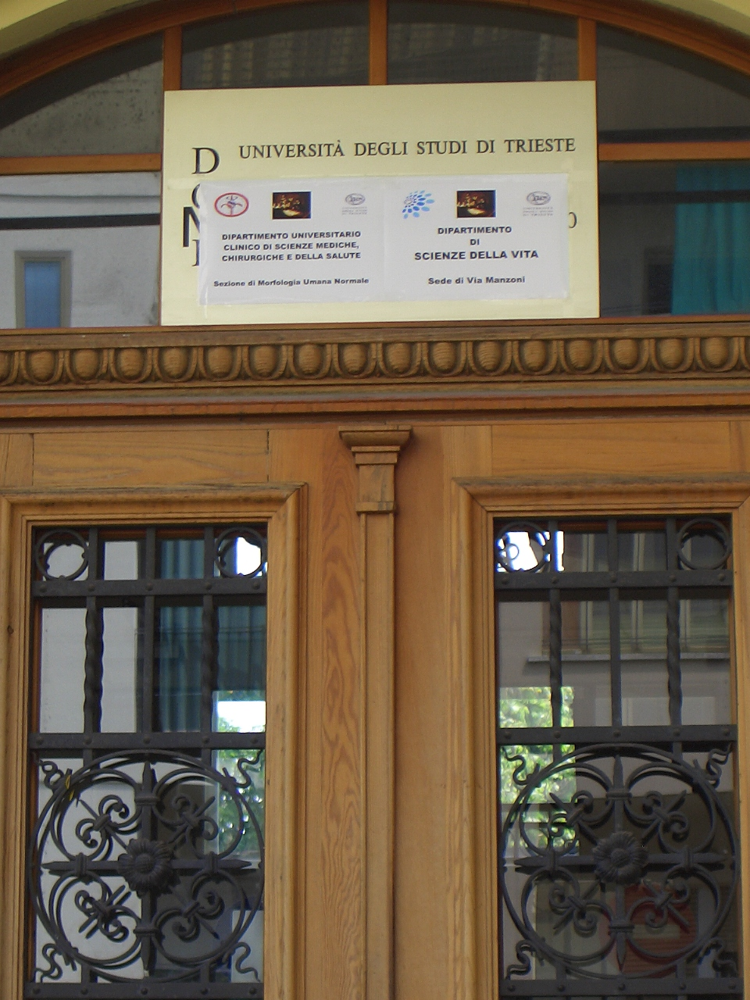 UNIVERSITÀ DEGLI STUDI DI TRIESTE
D
DIPARTIMENTO UNIVERSITARIO
CLINICO DI SCIENZE MEDICHE,
CHIRURGICHE E DELLA SALUTE
Sezione di Morfologia Umana Normale
DIPARTIMENTO
DI
SCIENZE DELLA VITA
Sede di Via Manzoni